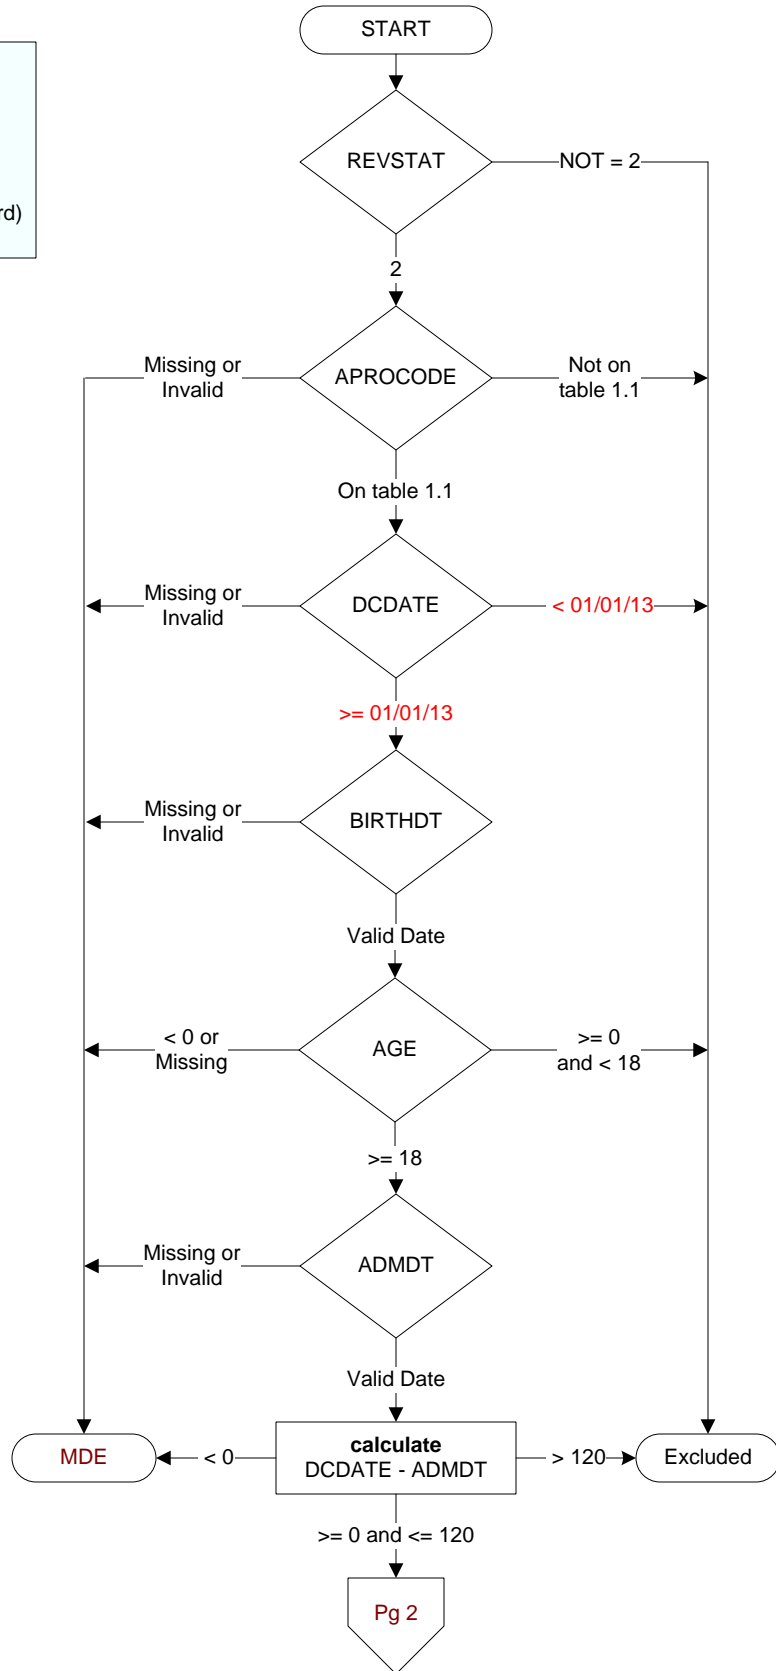 START
REVSTAT
NOT = 2
rd)
2
Missing or
Invalid
APROCODE
Not on
table 1.1
On table 1.1
Missing or
Invalid
DCDATE
< 01/01/13
>= 01/01/13
Missing or
Invalid
BIRTHDT
Valid Date
< 0 or
Missing
AGE
>= 0
and < 18
>= 18
Missing or
Invalid
ADMDT
Valid Date
MDE
< 0
calculate
DCDATE - ADMDT
> 120
Excluded
>= 0 and <= 120
Pg 2